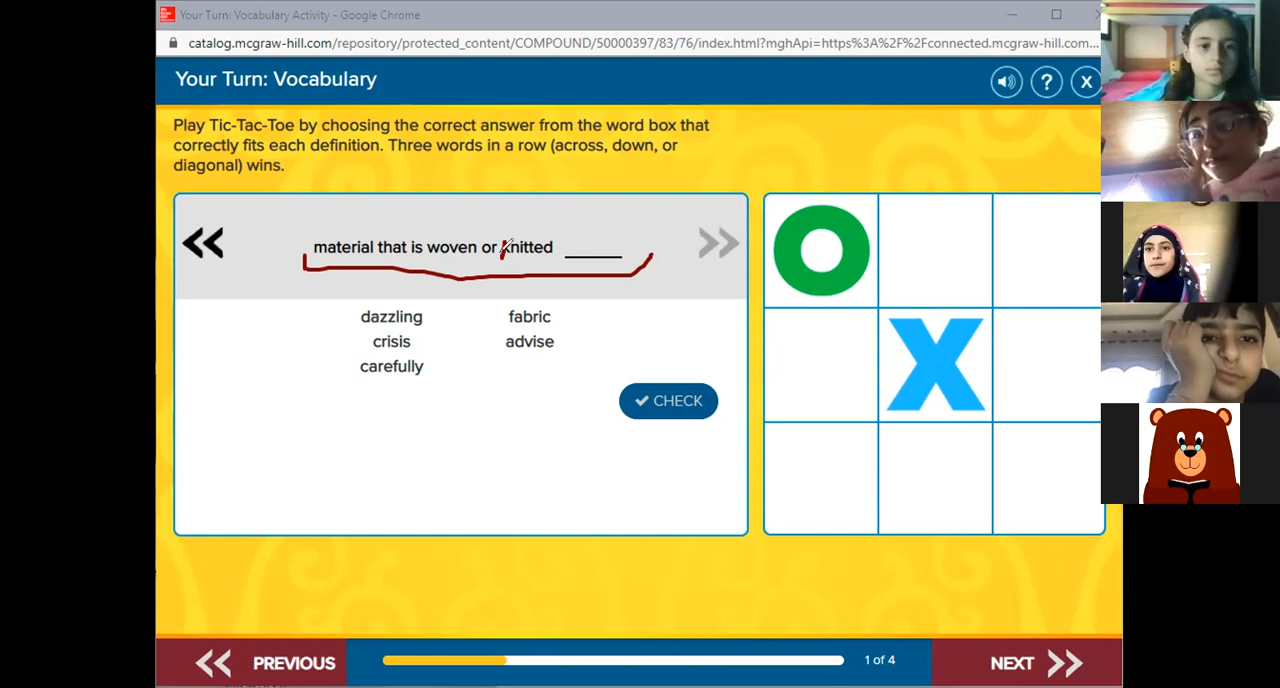 Your Turn: Vocabulary Activity - Google Chrome
catalog.mcgraw-hill.com/repository/protected_content/COMPOUND/50000397/83/76/index.html?mghApi=https%3A%2F%2Fconnected.mcgraw-hill.com...
Your Turn: Vocabulary
Play Tic-Tac-Toe by choosing the correct answer from the word box that
correctly fits each definition. Three words in a row (across, down, or
diagonal) wins.
material that is woven or knitted ______
dazzling fabric
crisis advise
carefully
CHECK
O
X
PREVIOUS 1 of 4 NEXT